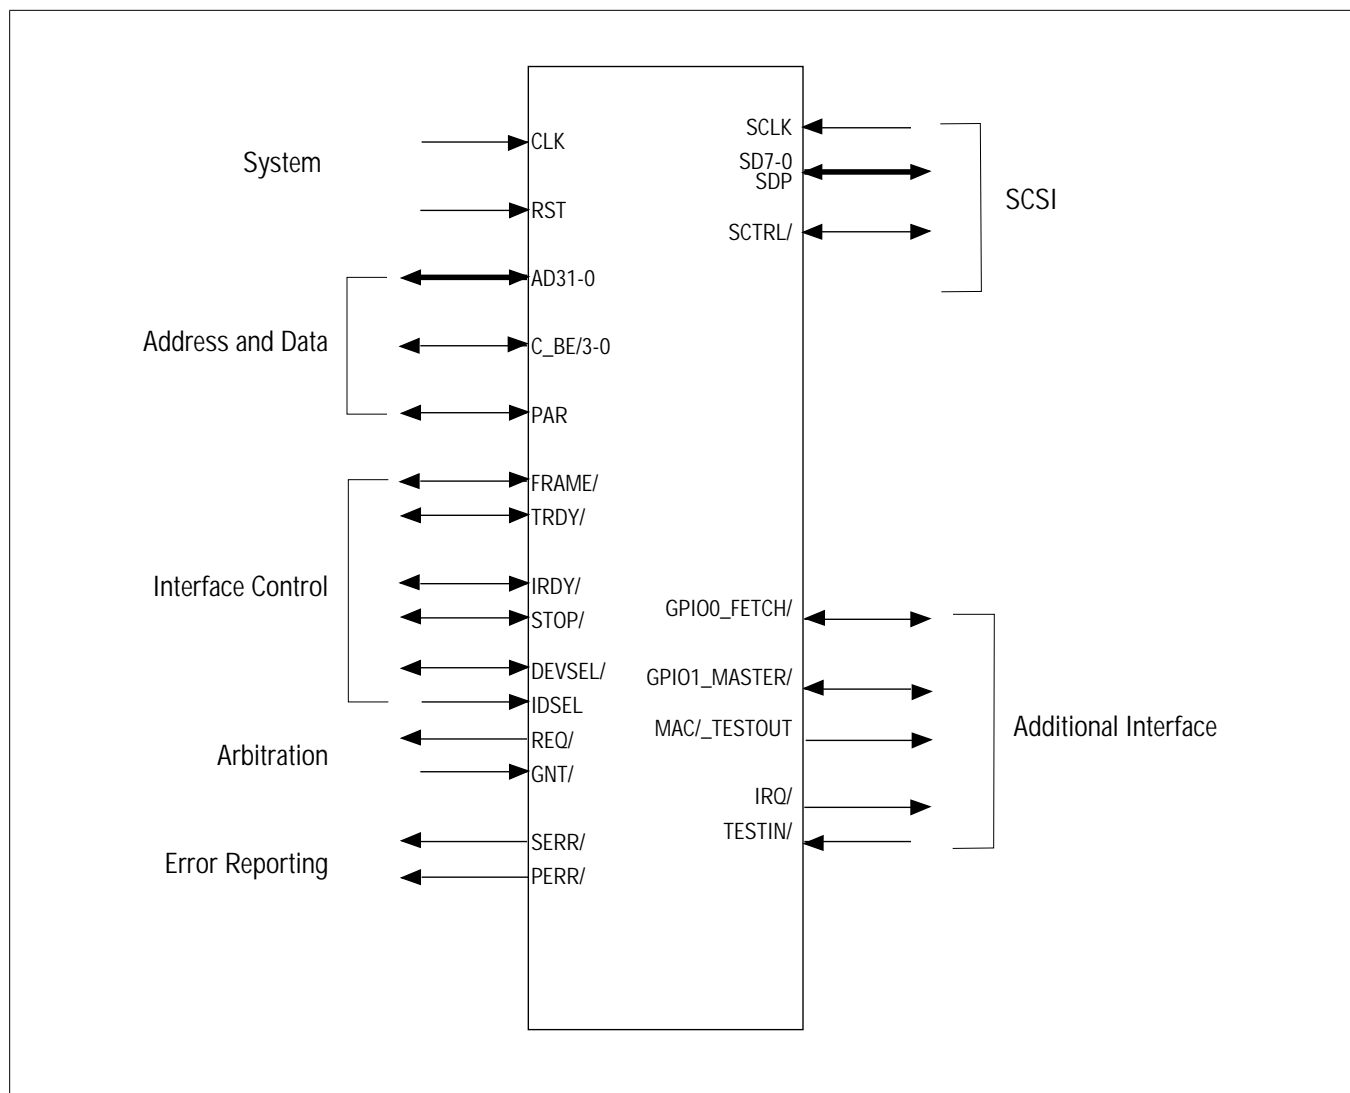 System
CLK
RST
Address and Data
AD31-0
C_BE/3-0
PAR
Interface Control
FRAME/
TRDY/
IRDY/
STOP/
DEVSEL/
IDSEL
Arbitration
REQ/
GNT/
Error Reporting
SERR/
PERR/
SCLK
SD7-0
SDP
SCTRL/
SCSI
GPIO0_FETCH/
GPIO1_MASTER/
MAC/_TESTOUT
IRQ/
TESTIN/
Additional Interface